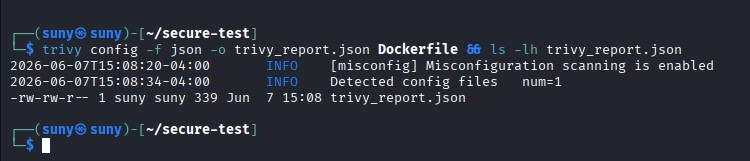 ┌──(suny㉿suny)-[~/secure-test]
└─$ trivy config -f json -o trivy_report.json Dockerfile && ls -lh trivy_report.json
2026-06-07T15:08:20-04:00       INFO    [misconfig] Misconfiguration scanning is enabled
2026-06-07T15:08:34-04:00       INFO    Detected config files   num=1
-rw-rw-r-- 1 suny suny 339 Jun  7 15:08 trivy_report.json
┌──(suny㉿suny)-[~/secure-test]
└─$